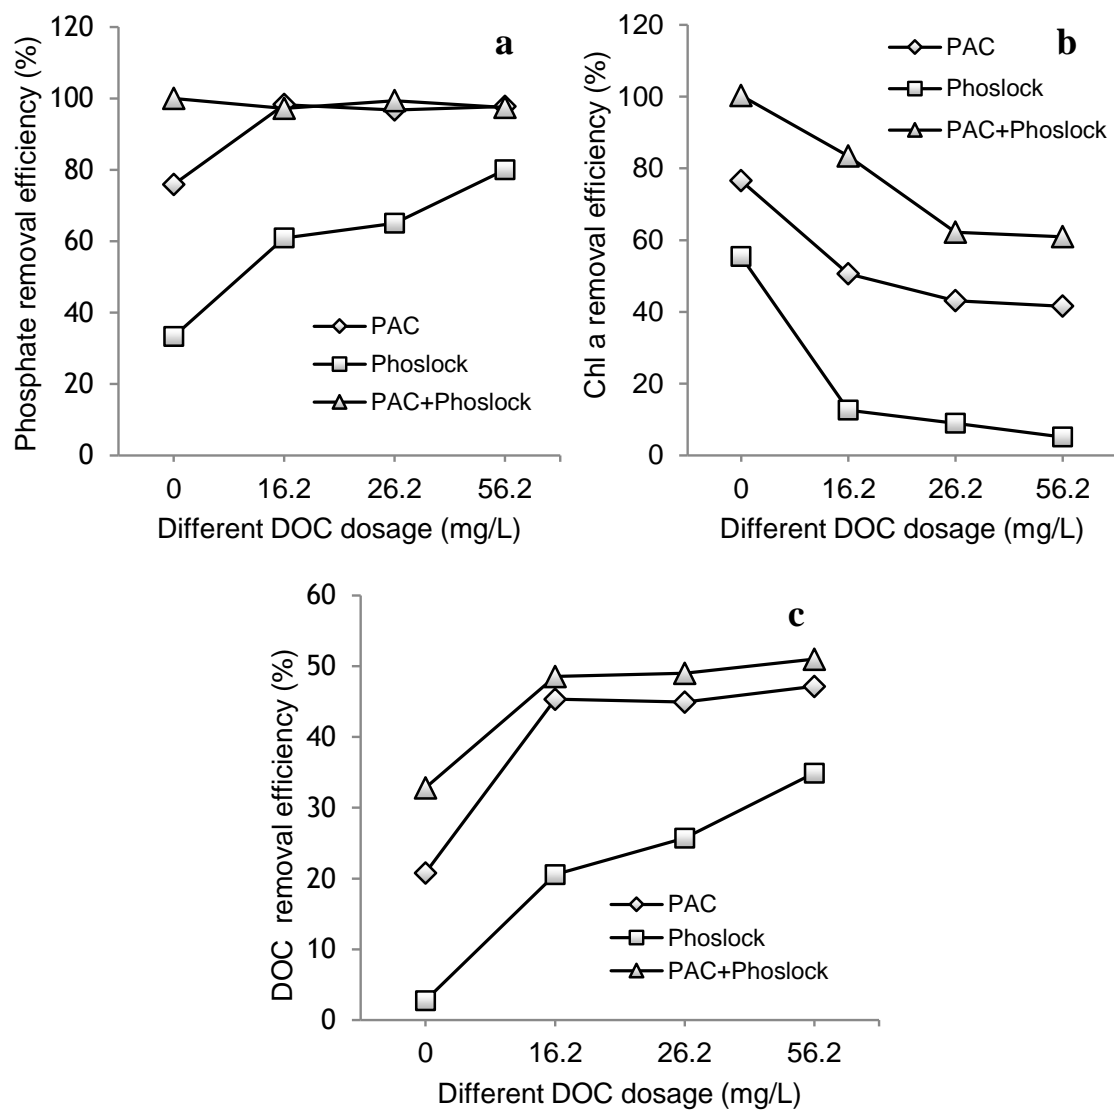 a
Phosphate removal efficiency (%)
120
100
80
60
40
20
0
PAC
Phoslock
PAC+Phoslock
0 16.2 26.2 56.2
Different DOC dosage (mg/L)
b
Chl a removal efficiency (%)
120
100
80
60
40
20
0
PAC
Phoslock
PAC+Phoslock
0 16.2 26.2 56.2
Different DOC dosage (mg/L)
c
DOC removal efficiency (%)
60
50
40
30
20
10
0
PAC
Phoslock
PAC+Phoslock
0 16.2 26.2 56.2
Different DOC dosage (mg/L)